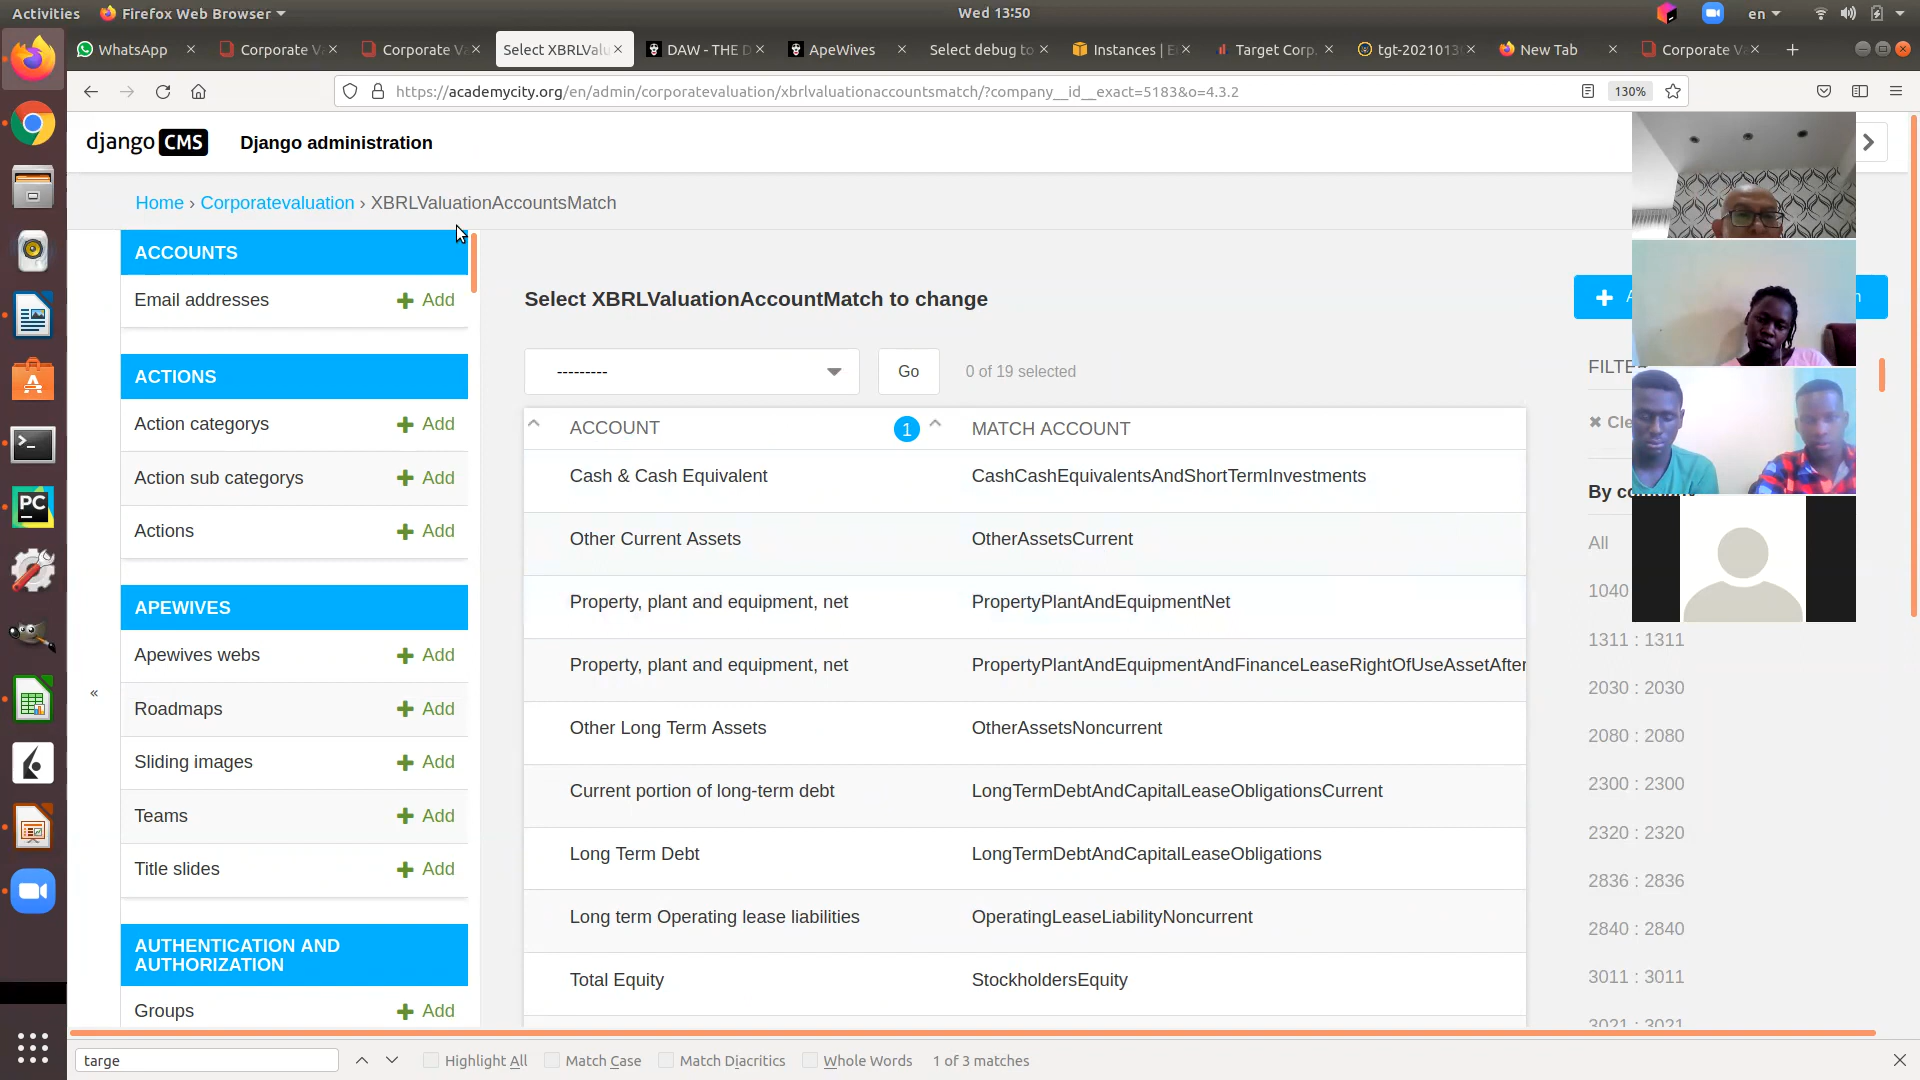 Activities
Firefox Web Browser
Wed 13:50
en
WhatsApp
Corporate V
Corporate V
Select XBRLValu
DAW - THE D
ApeWives
Select debug to
Instances | E
Target Corp.
tgt-2021013
New Tab
Corporate V
https://academycity.org/en/admin/corporatevaluation/xbrlvaluationaccountsmatch/?company__id__exact=5183&o=4.3.2
130%
django CMS
Django administration
Home › Corporatevaluation › XBRLValuationAccountsMatch
ACCOUNTS
Email addresses
Add
ACTIONS
Action categorys
Add
Action sub categorys
Add
Actions
Add
APEWIVES
Apewives webs
Add
Roadmaps
Add
Sliding images
Add
Teams
Add
Title slides
Add
AUTHENTICATION AND
AUTHORIZATION
Groups
Add
«
Select XBRLValuationAccountMatch to change
---------
Go
0 of 19 selected
ACCOUNT
1
MATCH ACCOUNT
Cash & Cash Equivalent
CashCashEquivalentsAndShortTermInvestments
Other Current Assets
OtherAssetsCurrent
Property, plant and equipment, net
PropertyPlantAndEquipmentNet
Property, plant and equipment, net
PropertyPlantAndEquipmentAndFinanceLeaseRightOfUseAssetAfter
Other Long Term Assets
OtherAssetsNoncurrent
Current portion of long-term debt
LongTermDebtAndCapitalLeaseObligationsCurrent
Long Term Debt
LongTermDebtAndCapitalLeaseObligations
Long term Operating lease liabilities
OperatingLeaseLiabilityNoncurrent
Total Equity
StockholdersEquity
FILTE
Cle
By co
All
1040
1311 : 1311
2030 : 2030
2080 : 2080
2300 : 2300
2320 : 2320
2836 : 2836
2840 : 2840
3011 : 3011
3021 : 3021
targe
Highlight All
Match Case
Match Diacritics
Whole Words
1 of 3 matches